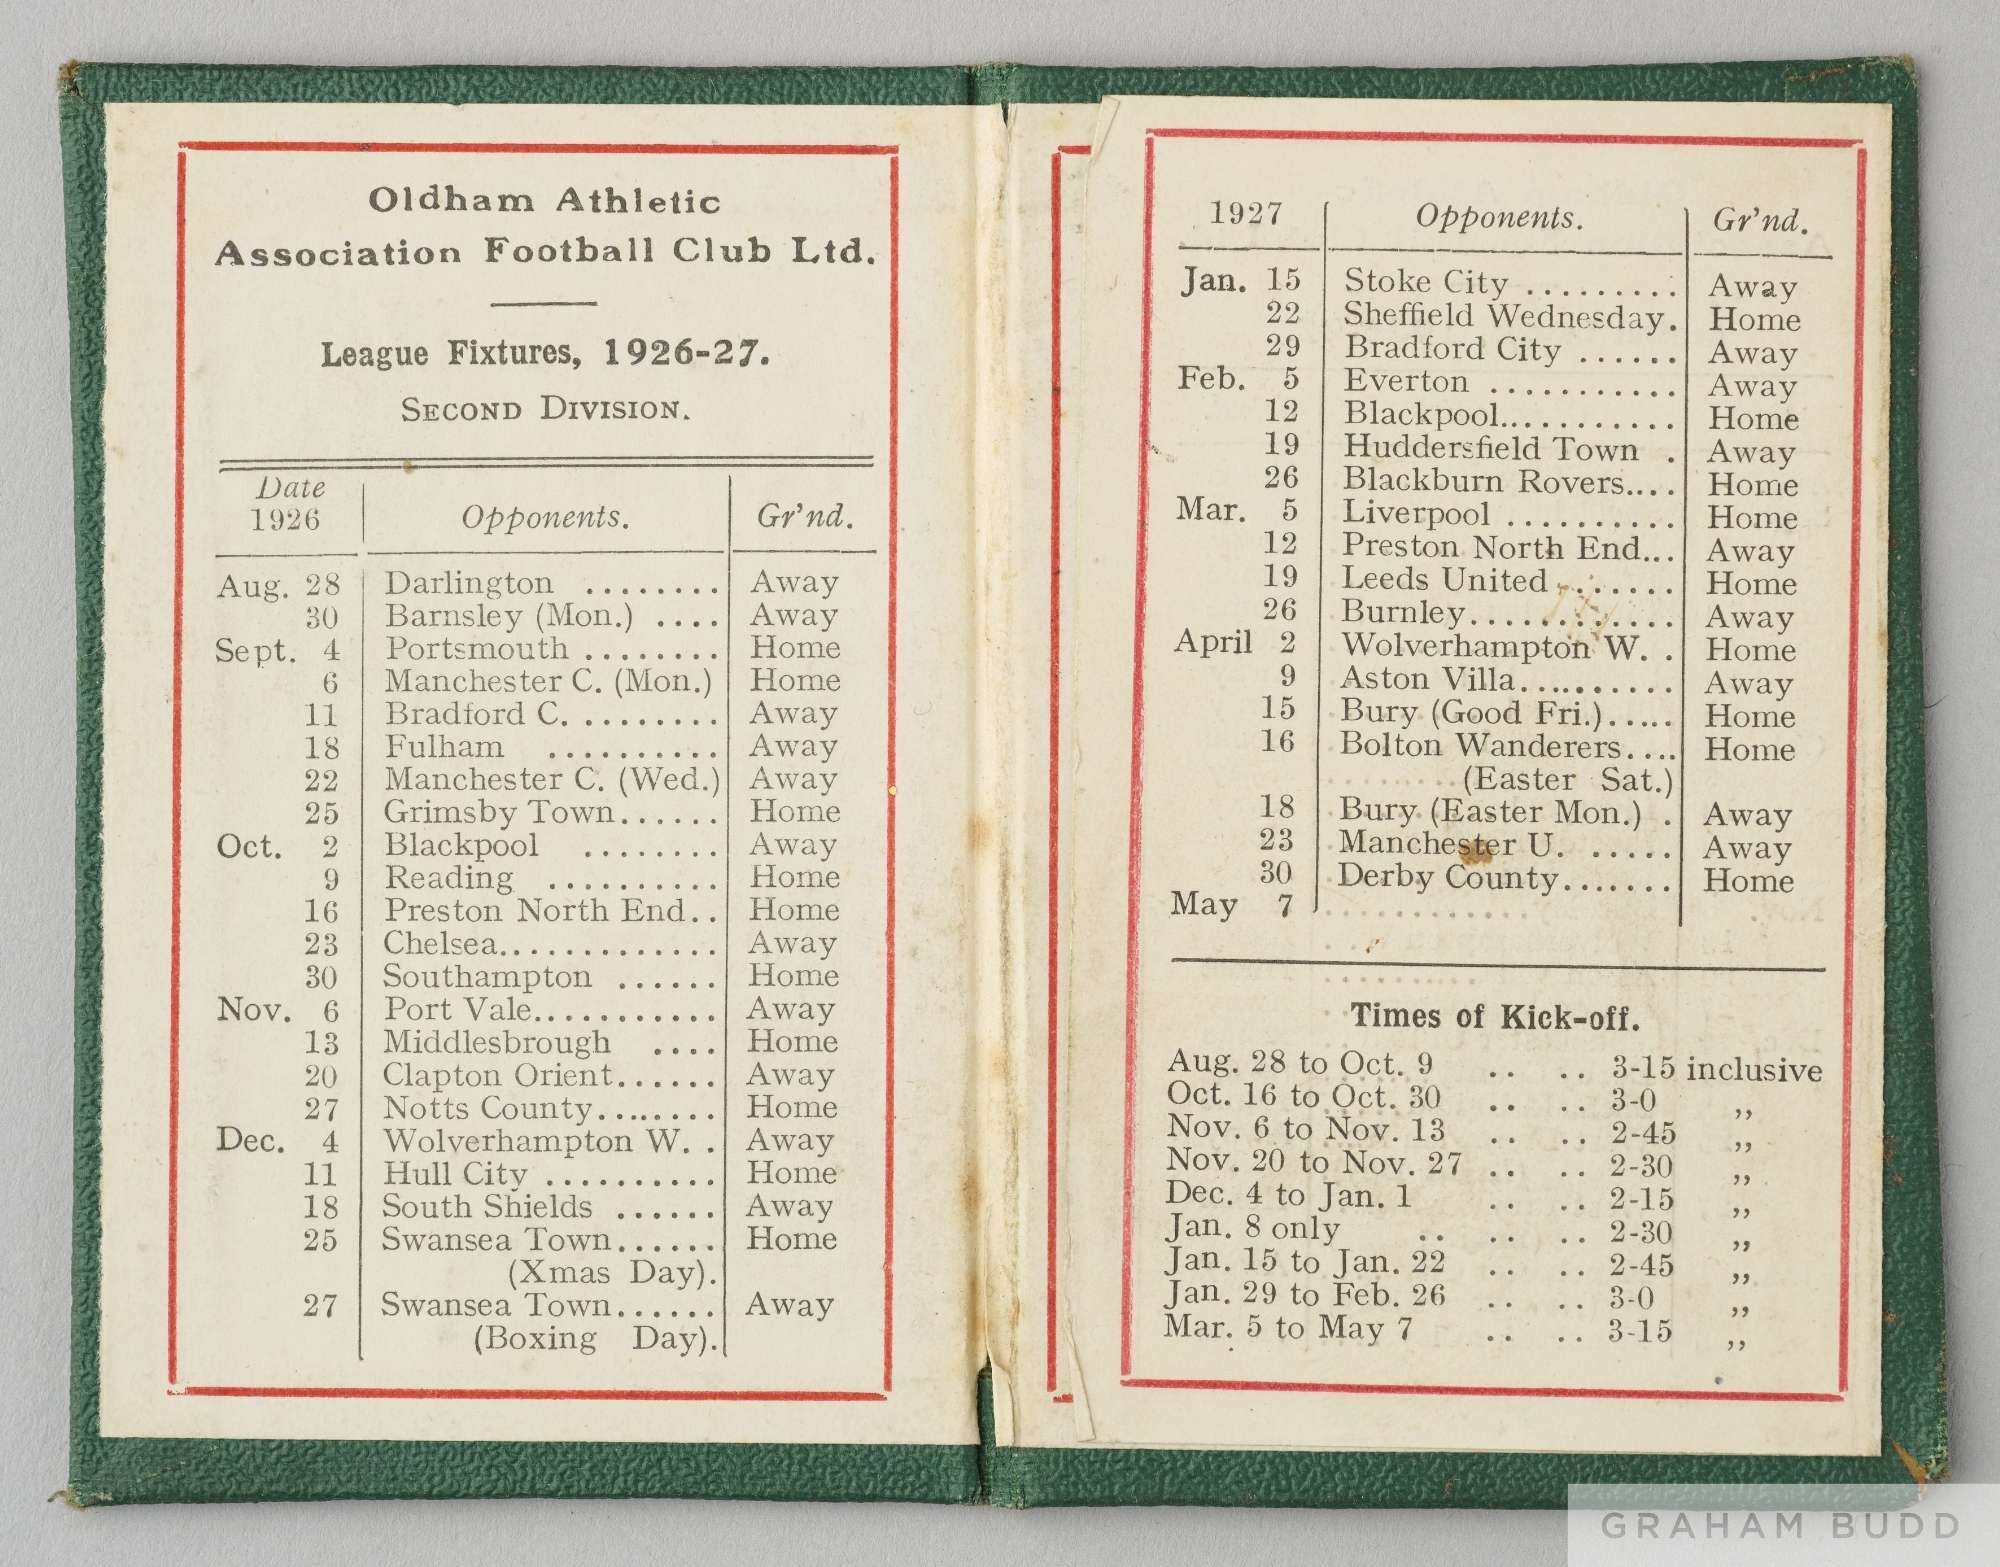 Oldham Athletic
Association Football Club Ltd.
League Fixtures, 1926-27.
SECOND DIVISION.
Date 1926 Opponents. Gr'nd.
Aug. 28 Darlington ........ Away
30 Barnsley (Mon.) .... Away
Sept. 4 Portsmouth ........ Home
6 Manchester C. (Mon.) Home
11 Bradford C. ......... Away
18 Fulham .......... Away
22 Manchester C. (Wed.) Away
25 Grimsby Town...... Home
Oct. 2 Blackpool ........ Away
9 Reading .......... Home
16 Preston North End.. Home
23 Chelsea............. Away
30 Southampton ...... Home
Nov. 6 Port Vale........... Away
13 Middlesbrough .... Home
20 Clapton Orient...... Away
27 Notts County........ Home
Dec. 4 Wolverhampton W. . Away
11 Hull City .......... Home
18 South Shields ...... Away
25 Swansea Town...... Home
(Xmas Day).
27 Swansea Town...... Away
(Boxing Day).
1927 Opponents. Gr'nd.
Jan. 15 Stoke City ......... Away
22 Sheffield Wednesday. Home
29 Bradford City ...... Away
Feb. 5 Everton ........... Away
12 Blackpool........... Home
19 Huddersfield Town . Away
26 Blackburn Rovers.... Home
Mar. 5 Liverpool .......... Home
12 Preston North End... Away
19 Leeds United ....... Home
26 Burnley............ Away
April 2 Wolverhampton W. . Home
9 Aston Villa.......... Away
15 Bury (Good Fri.)..... Home
16 Bolton Wanderers.... Home
(Easter Sat.)
18 Bury (Easter Mon.) . Away
23 Manchester U. ..... Away
30 Derby County....... Home
May 7
Times of Kick-off.
Aug. 28 to Oct. 9 .. .. 3-15 inclusive
Oct. 16 to Oct. 30 .. .. 3-0 ,,
Nov. 6 to Nov. 13 .. .. 2-45 ,,
Nov. 20 to Nov. 27 .. .. 2-30 ,,
Dec. 4 to Jan. 1 .. .. 2-15 ,,
Jan. 8 only .. .. .. 2-30 ,,
Jan. 15 to Jan. 22 .. .. 2-45 ,,
Jan. 29 to Feb. 26 .. .. 3-0 ,,
Mar. 5 to May 7 .. .. 3-15 ,,
GRAHAM BUDD